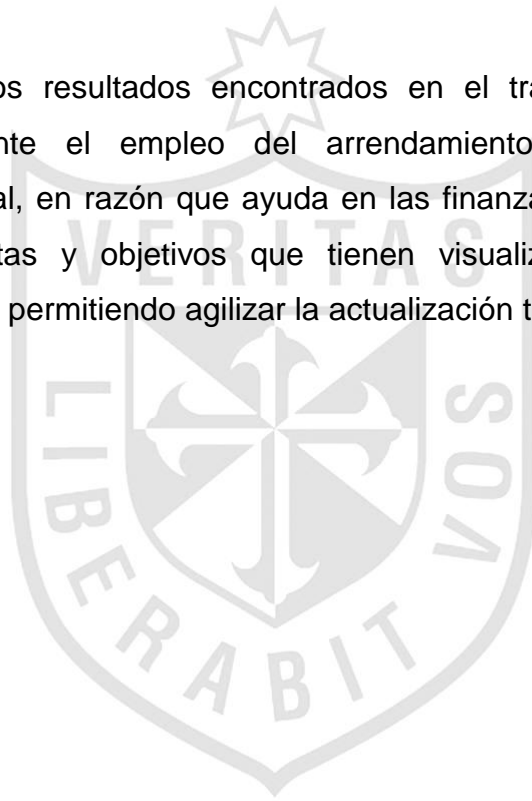 os resultados encontrados en el tra
nte el empleo del arrendamiento
al, en razón que ayuda en las finanza
tas y objetivos que tienen visualiz
permitiendo agilizar la actualización t
VERITAS
LIBERABIT
VOS